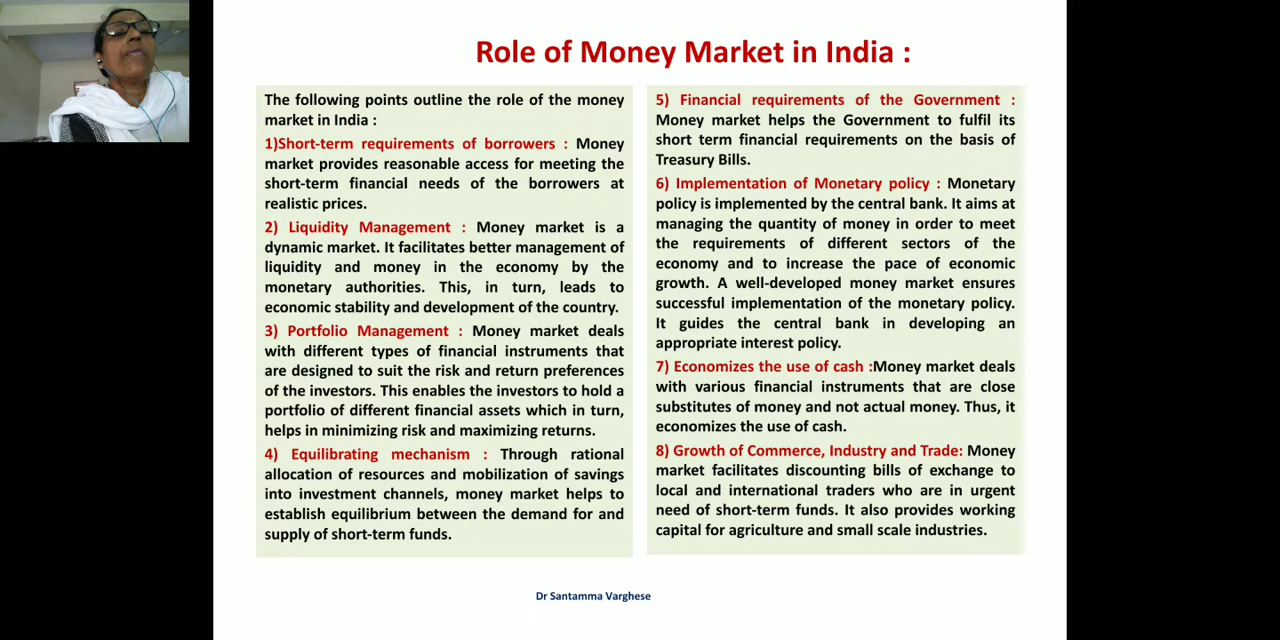 Role of Money Market in India :
The following points outline the role of the money
market in India :
1)Short-term requirements of borrowers : Money
market provides reasonable access for meeting the
short-term financial needs of the borrowers at
realistic prices.
2) Liquidity Management : Money market is a
dynamic market. It facilitates better management of
liquidity and money in the economy by the
monetary authorities. This, in turn, leads to
economic stability and development of the country.
3) Portfolio Management : Money market deals
with different types of financial instruments that
are designed to suit the risk and return preferences
of the investors. This enables the investors to hold a
portfolio of different financial assets which in turn,
helps in minimizing risk and maximizing returns.
4) Equilibrating mechanism : Through rational
allocation of resources and mobilization of savings
into investment channels, money market helps to
establish equilibrium between the demand for and
supply of short-term funds.
5) Financial requirements of the Government :
Money market helps the Government to fulfil its
short term financial requirements on the basis of
Treasury Bills.
6) Implementation of Monetary policy : Monetary
policy is implemented by the central bank. It aims at
managing the quantity of money in order to meet
the requirements of different sectors of the
economy and to increase the pace of economic
growth. A well-developed money market ensures
successful implementation of the monetary policy.
It guides the central bank in developing an
appropriate interest policy.
7) Economizes the use of cash :Money market deals
with various financial instruments that are close
substitutes of money and not actual money. Thus, it
economizes the use of cash.
8) Growth of Commerce, Industry and Trade: Money
market facilitates discounting bills of exchange to
local and international traders who are in urgent
need of short-term funds. It also provides working
capital for agriculture and small scale industries.
Dr Santamma Varghese